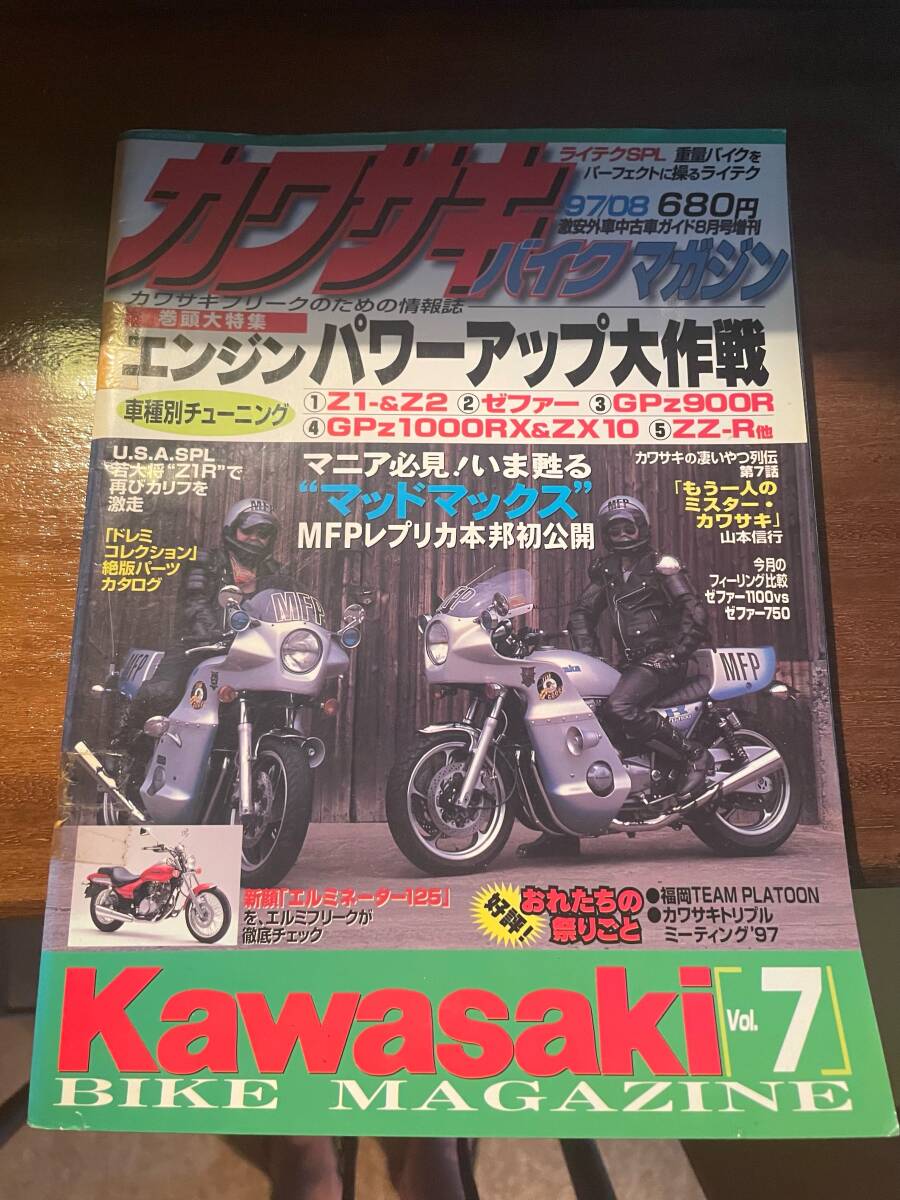 カワサキ
バイクマガジン
ライテクSPL 重量バイクを
パーフェクトに操るライテク
97/08 680円
激安外車中古車ガイド8月号増刊
カワサキフリークのための情報誌
巻頭大特集
エンジンパワーアップ大作戦
車種別チューニング
①Z1-&Z2 ②ゼファー ③GPz900R
④GPz1000RX&ZX10 ⑤ZZ-R他
U.S.A.SPL
若大将"Z1R"で
再びカリフを
激走
「ドレミ
コレクション」
絶版パーツ
カタログ
マニア必見!いま甦る
"マッドマックス"
MFPレプリカ本邦初公開
カワサキの凄いやつ列伝
第7話
「もう一人の
ミスター・
カワサキ」
山本信行
今月の
フィーリング比較
ゼファー1100vs
ゼファー750
MFP
MFP
MFP
MFP
MFP
新顔「エルミネーター125」
を、エルミフリークが
徹底チェック
好評!
おれたちの
祭りごと
●福岡TEAM PLATOON
●カワサキトリプル
ミーティング'97
Kawasaki
Vol. 7
BIKE MAGAZINE